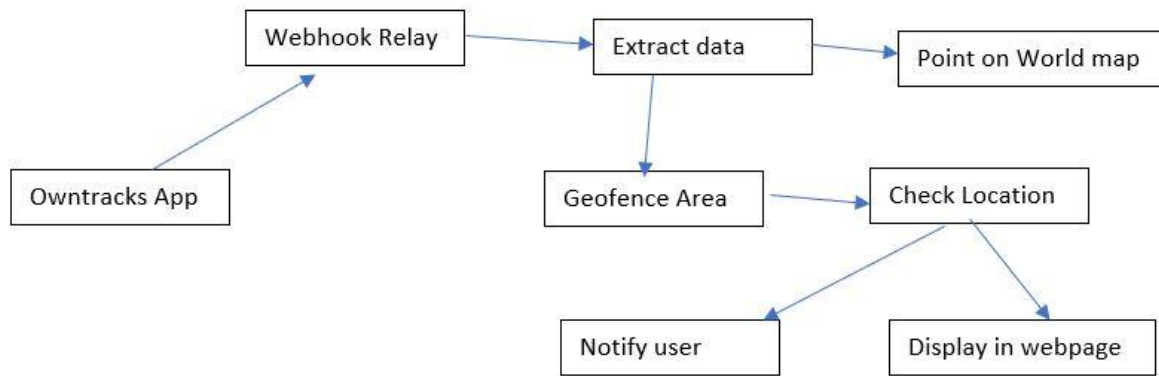 Webhook Relay
Extract data
Point on World map
Owntracks App
Geofence Area
Check Location
Notify user
Display in webpage